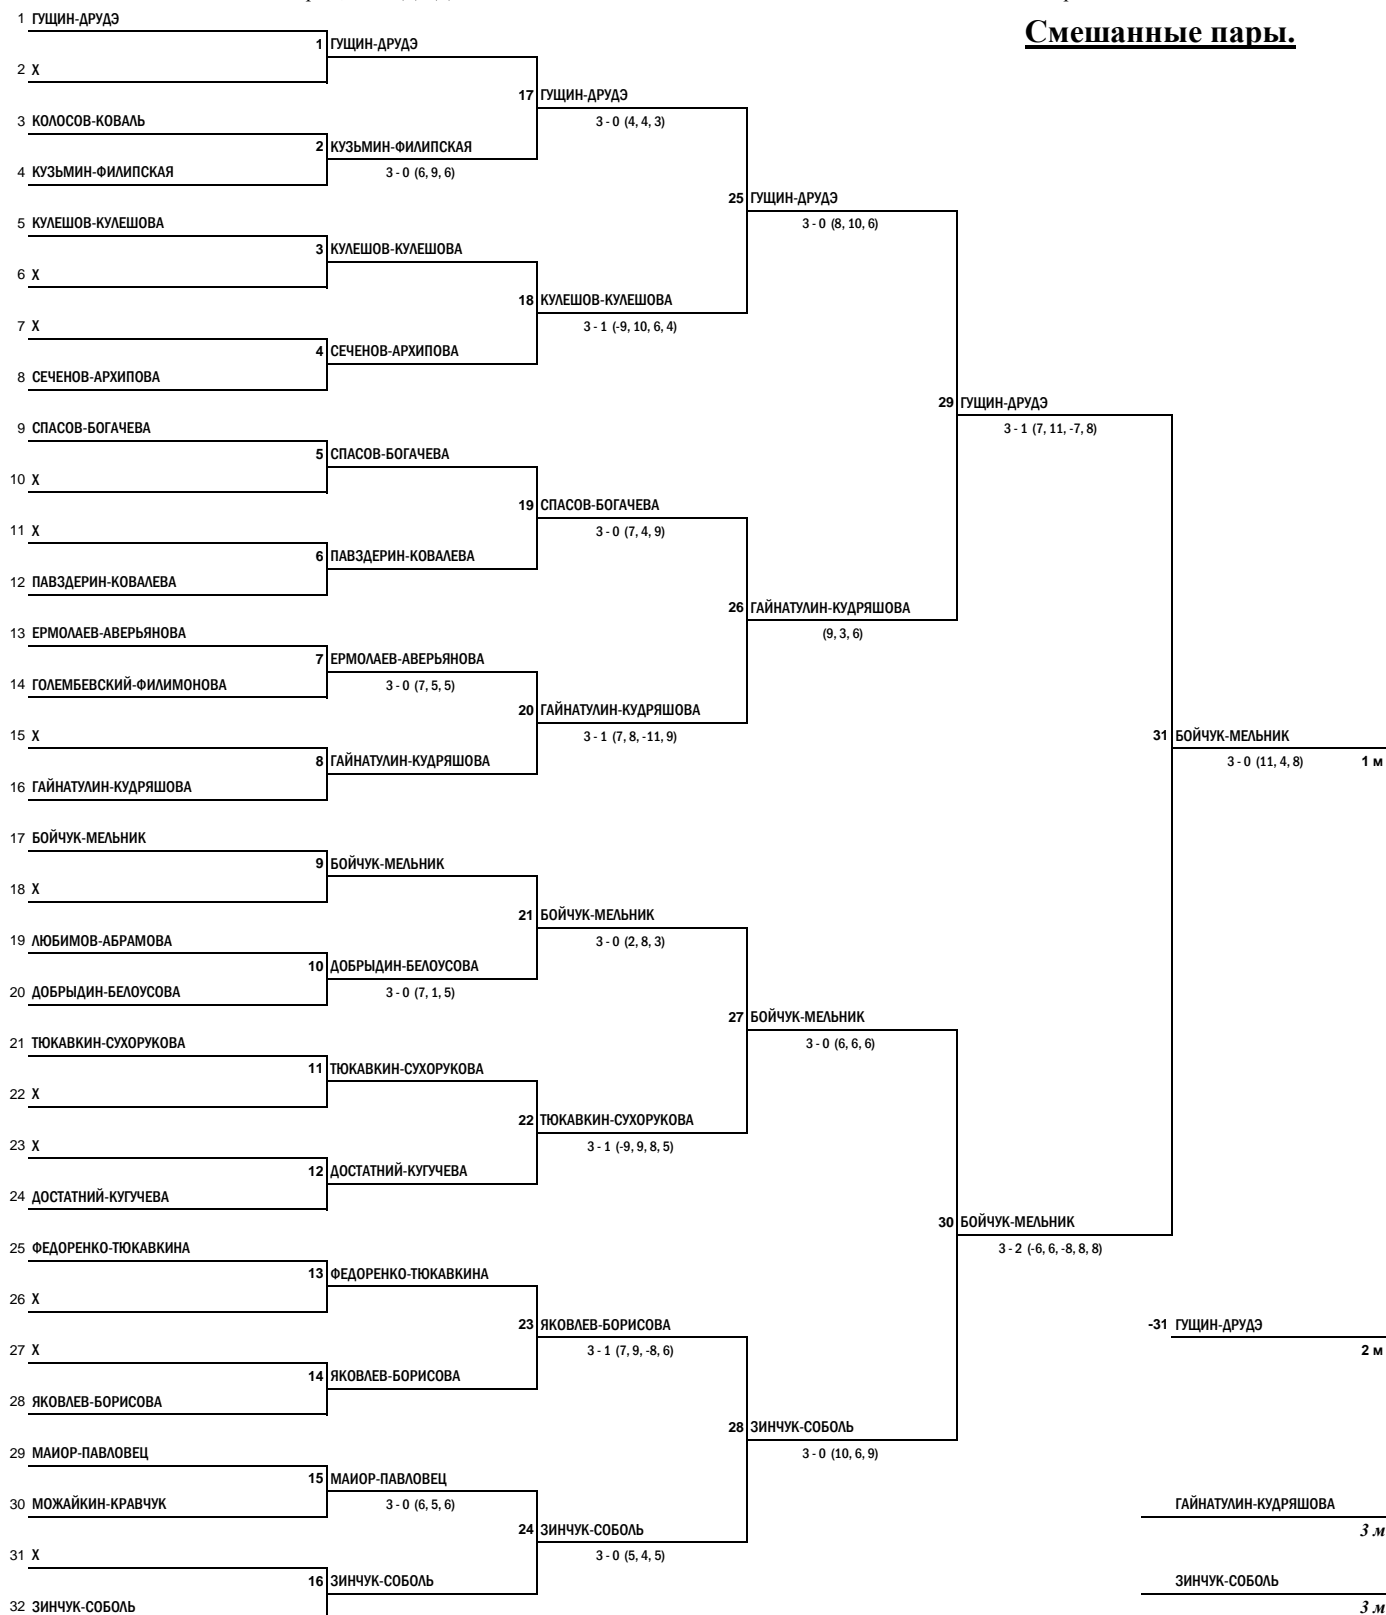 Смешанные пары.
1 ГУЩИН-ДРУДЭ
1 ГУЩИН-ДРУДЭ
2 X
17 ГУЩИН-ДРУДЭ
3 - 0 (4, 4, 3)
3 КОЛОСОВ-КОВАЛЬ
2 КУЗЬМИН-ФИЛИПСКАЯ
3 - 0 (6, 9, 6)
4 КУЗЬМИН-ФИЛИПСКАЯ
25 ГУЩИН-ДРУДЭ
3 - 0 (8, 10, 6)
5 КУЛЕШОВ-КУЛЕШОВА
3 КУЛЕШОВ-КУЛЕШОВА
6 X
18 КУЛЕШОВ-КУЛЕШОВА
3 - 1 (-9, 10, 6, 4)
7 X
4 СЕЧЕНОВ-АРХИПОВА
8 СЕЧЕНОВ-АРХИПОВА
29 ГУЩИН-ДРУДЭ
3 - 1 (7, 11, -7, 8)
9 СПАСОВ-БОГАЧЕВА
5 СПАСОВ-БОГАЧЕВА
10 X
19 СПАСОВ-БОГАЧЕВА
3 - 0 (7, 4, 9)
11 X
6 ПАВЗДЕРИН-КОВАЛЕВА
12 ПАВЗДЕРИН-КОВАЛЕВА
26 ГАЙНАТУЛИН-КУДРЯШОВА
(9, 3, 6)
13 ЕРМОЛАЕВ-АВЕРЬЯНОВА
7 ЕРМОЛАЕВ-АВЕРЬЯНОВА
3 - 0 (7, 5, 5)
14 ГОЛЕМБЕВСКИЙ-ФИЛИМОНОВА
20 ГАЙНАТУЛИН-КУДРЯШОВА
3 - 1 (7, 8, -11, 9)
15 X
8 ГАЙНАТУЛИН-КУДРЯШОВА
16 ГАЙНАТУЛИН-КУДРЯШОВА
31 БОЙЧУК-МЕЛЬНИК
3 - 0 (11, 4, 8) 1 м
17 БОЙЧУК-МЕЛЬНИК
9 БОЙЧУК-МЕЛЬНИК
18 X
21 БОЙЧУК-МЕЛЬНИК
3 - 0 (2, 8, 3)
19 ЛЮБИМОВ-АБРАМОВА
10 ДОБРЫДИН-БЕЛОУСОВА
3 - 0 (7, 1, 5)
20 ДОБРЫДИН-БЕЛОУСОВА
27 БОЙЧУК-МЕЛЬНИК
3 - 0 (6, 6, 6)
21 ТЮКАВКИН-СУХОРУКОВА
11 ТЮКАВКИН-СУХОРУКОВА
22 X
22 ТЮКАВКИН-СУХОРУКОВА
3 - 1 (-9, 9, 8, 5)
23 X
12 ДОСТАТНИЙ-КУГУЧЕВА
24 ДОСТАТНИЙ-КУГУЧЕВА
30 БОЙЧУК-МЕЛЬНИК
3 - 2 (-6, 6, -8, 8, 8)
25 ФЕДОРЕНКО-ТЮКАВКИНА
13 ФЕДОРЕНКО-ТЮКАВКИНА
26 X
23 ЯКОВЛЕВ-БОРИСОВА
3 - 1 (7, 9, -8, 6)
-31 ГУЩИН-ДРУДЭ
2 м
27 X
14 ЯКОВЛЕВ-БОРИСОВА
28 ЯКОВЛЕВ-БОРИСОВА
28 ЗИНЧУК-СОБОЛЬ
3 - 0 (10, 6, 9)
29 МАИОР-ПАВЛОВЕЦ
15 МАИОР-ПАВЛОВЕЦ
3 - 0 (6, 5, 6)
30 МОЖАЙКИН-КРАВЧУК
ГАЙНАТУЛИН-КУДРЯШОВА
3 м
24 ЗИНЧУК-СОБОЛЬ
3 - 0 (5, 4, 5)
31 X
16 ЗИНЧУК-СОБОЛЬ
ЗИНЧУК-СОБОЛЬ
3 м
32 ЗИНЧУК-СОБОЛЬ